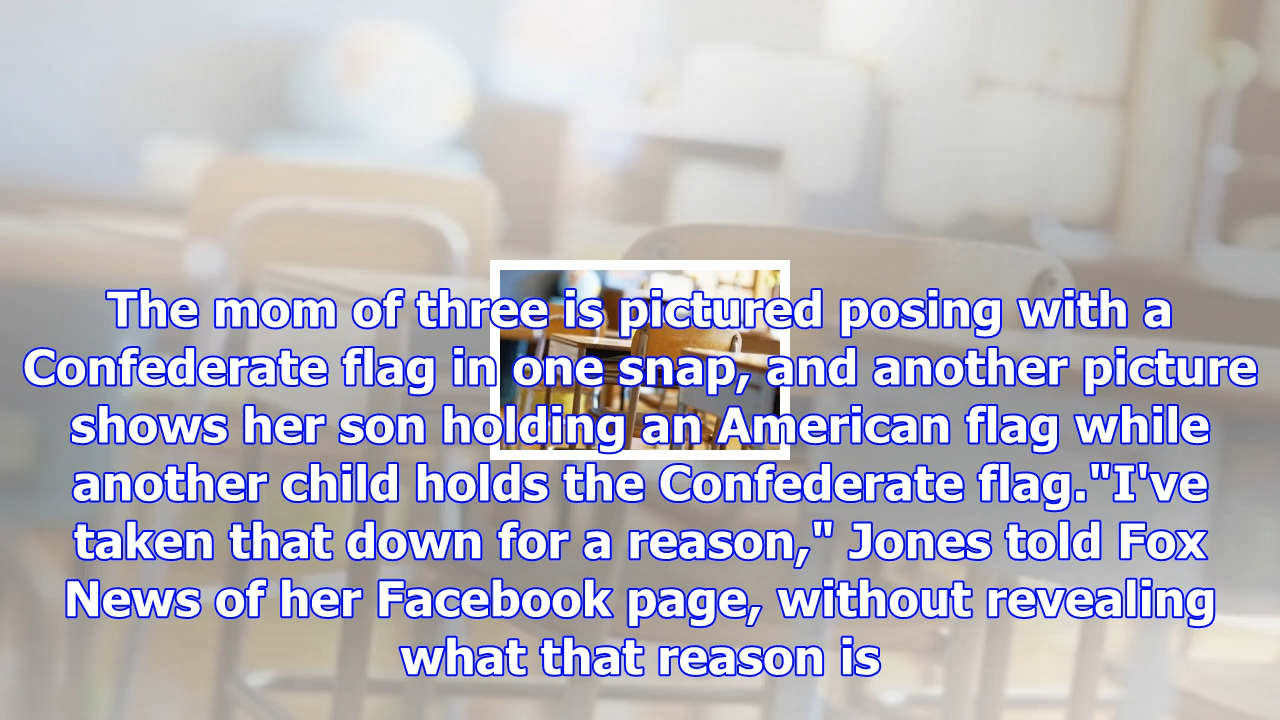 The mom of three is pictured posing with a
Confederate flag in one snap, and another picture
shows her son holding an American flag while
another child holds the Confederate flag."I've
taken that down for a reason," Jones told Fox
News of her Facebook page, without revealing
what that reason is